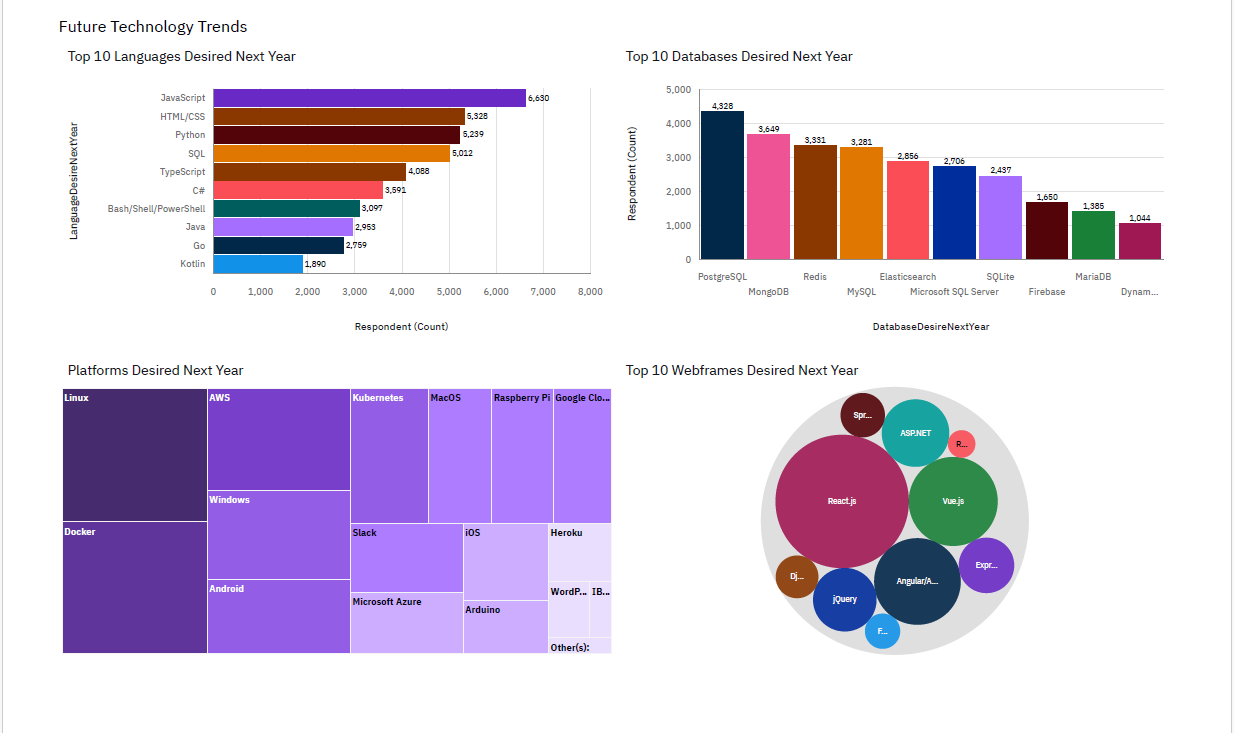 Future Technology Trends
Top 10 Languages Desired Next Year
LanguageDesireNextYear
JavaScript 6,630
HTML/CSS 5,328
Python 5,239
SQL 5,012
TypeScript 4,088
C# 3,591
Bash/Shell/PowerShell 3,097
Java 2,953
Go 2,759
Kotlin 1,890
0 1,000 2,000 3,000 4,000 5,000 6,000 7,000 8,000
Respondent (Count)
Top 10 Databases Desired Next Year
Respondent (Count)
5,000
4,000
3,000
2,000
1,000
0
4,328 3,649 3,331 3,281 2,856 2,706 2,437 1,650 1,385 1,044
PostgreSQL Redis Elasticsearch SQLite MariaDB
MongoDB MySQL Microsoft SQL Server Firebase Dynam...
DatabaseDesireNextYear
Platforms Desired Next Year
Linux AWS Kubernetes MacOS Raspberry Pi Google Clo...
Windows
Docker Slack iOS Heroku
Android WordP... IB...
Microsoft Azure Arduino
Other(s):
Top 10 Webframes Desired Next Year
Spr...
ASP.NET
R...
React.js Vue.js
Expr...
Dj... Angular/A...
jQuery
F...